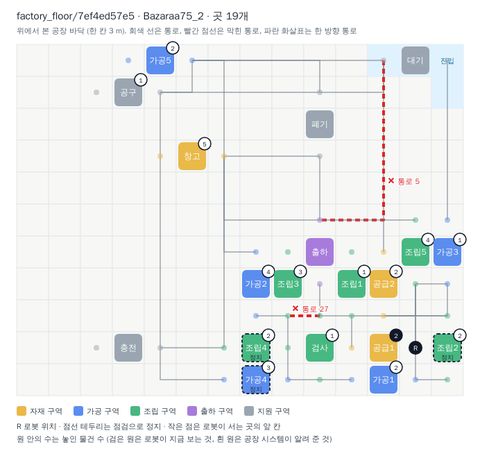 factory_floor/7ef4ed57e5 · Bazaraa75_2 · 곳 19개
위에서 본 공장 바닥 (한 칸 3 m). 회색 선은 통로, 빨간 점선은 막힌 통로, 파란 화살표는 한 방향 통로
가공5 2
대기
전립
공구 1
폐기
창고 5
✕ 통로 5
출하
조립5 4
가공3 1
가공2 4
조립3 3
조립1 1
공급2 2
✕ 통로 27
충전
조립4 2
정지
검사 1
공급1 2
R
조립2 2
정지
가공4 3
정지
가공1 2
자재 구역
가공 구역
조립 구역
출하 구역
지원 구역
R 로봇 위치 · 점선 테두리는 점검으로 정지 · 작은 점은 로봇이 서는 곳의 앞 칸
원 안의 수는 놓인 물건 수 (검은 원은 로봇이 지금 보는 것, 흰 원은 공장 시스템이 알려 준 것)